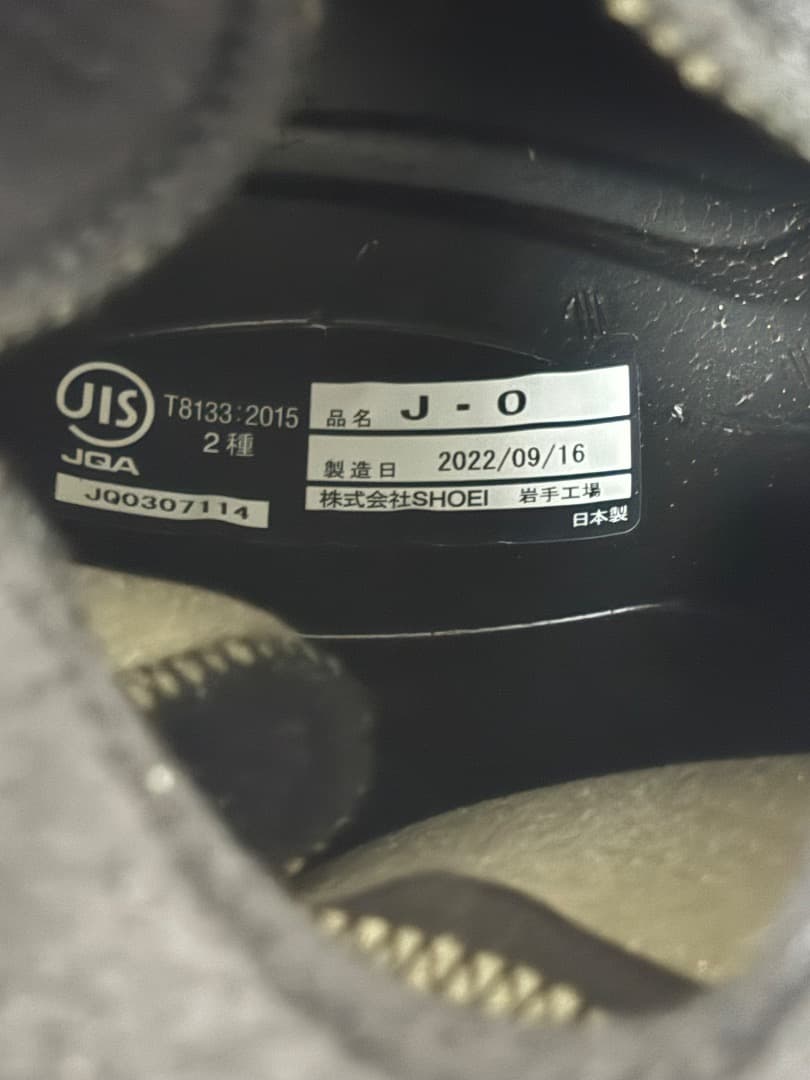 JIS
JQA
T8133:2015
2種
JQ0307114
品名 J - O
製造日 2022/09/16
株式会社SHOEI 岩手工場
日本製